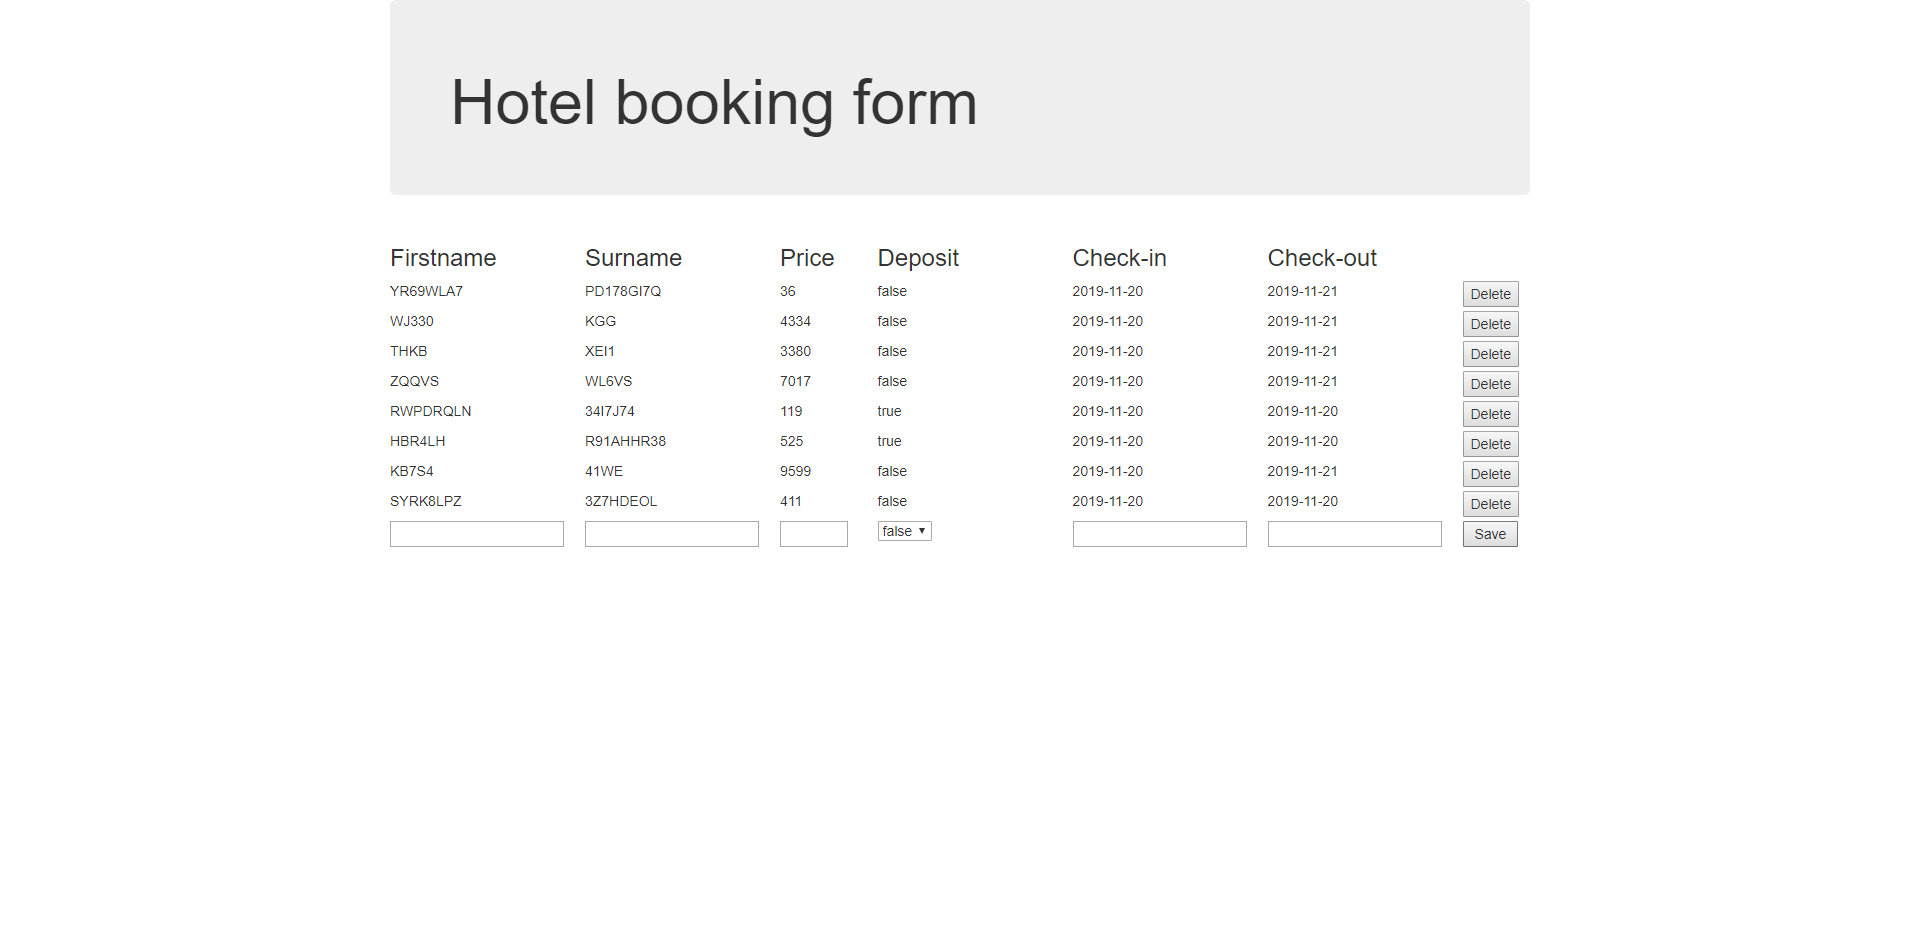 Hotel booking form
Firstname Surname Price Deposit Check-in Check-out
YR69WLA7 PD178GI7Q 36 false 2019-11-20 2019-11-21 Delete
WJ330 KGG 4334 false 2019-11-20 2019-11-21 Delete
THKB XEI1 3380 false 2019-11-20 2019-11-21 Delete
ZQQVS WL6VS 7017 false 2019-11-20 2019-11-21 Delete
RWPDRQLN 34I7J74 119 true 2019-11-20 2019-11-20 Delete
HBR4LH R91AHHR38 525 true 2019-11-20 2019-11-20 Delete
KB7S4 41WE 9599 false 2019-11-20 2019-11-21 Delete
SYRK8LPZ 3Z7HDEOL 411 false 2019-11-20 2019-11-20 Delete
false Save